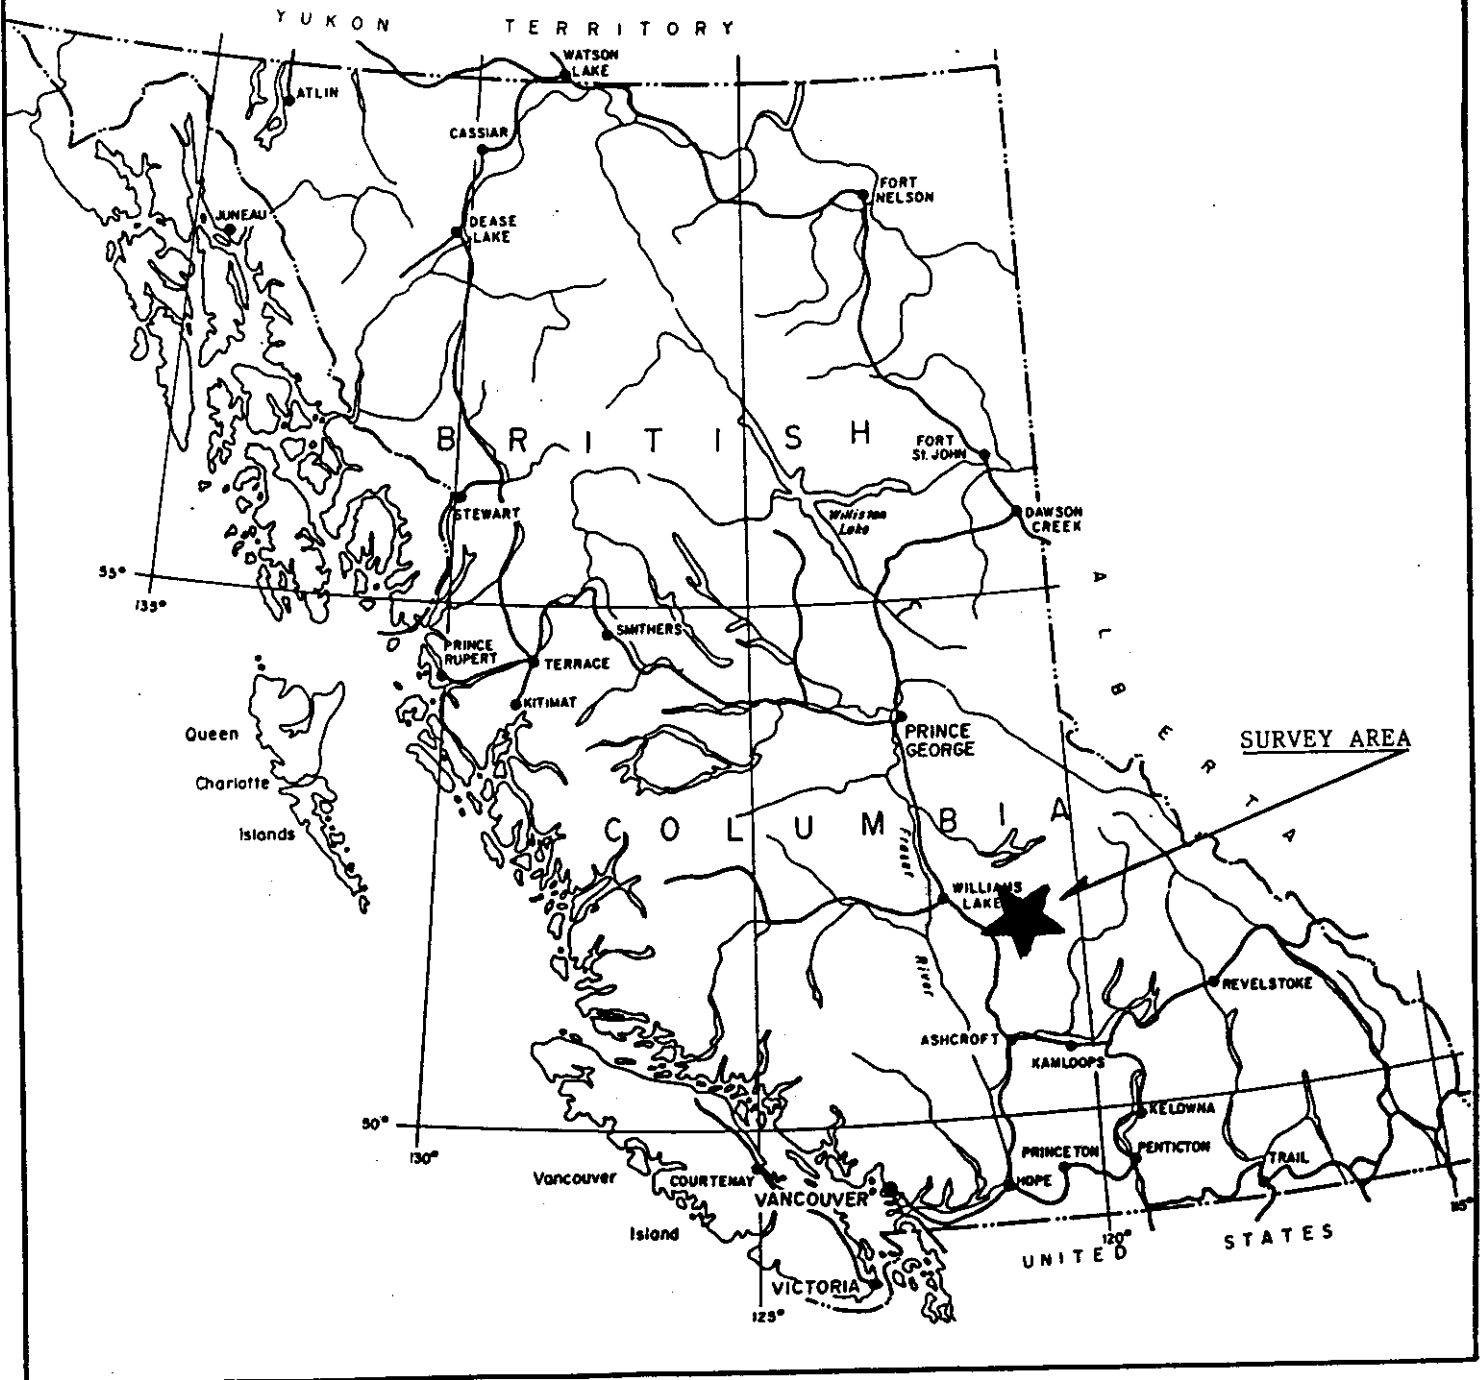 YUKON TERRITORY
WATSON
LAKE
ATLIN
CASSIAR
FORT
NELSON
JUNEAU
DEASE
LAKE
BRITISH
FORT
St. JOHN
STEWART
Williston
Lake
DAWSON
CREEK
55°
135°
ALBERTA
PRINCE
RUPERT
SMITHERS
TERRACE
KITIMAT
Queen
Charlotte
Islands
PRINCE
GEORGE
SURVEY AREA
COLUMBIA
Fraser
River
WILLIAMS
LAKE
REVELSTOKE
ASHCROFT
KAMLOOPS
50°
130°
KELOWNA
PRINCETON
PENTICTON
TRAIL
HOPE
Vancouver
Island
COURTENAY
VANCOUVER
VICTORIA
125°
120°
115°
UNITED STATES